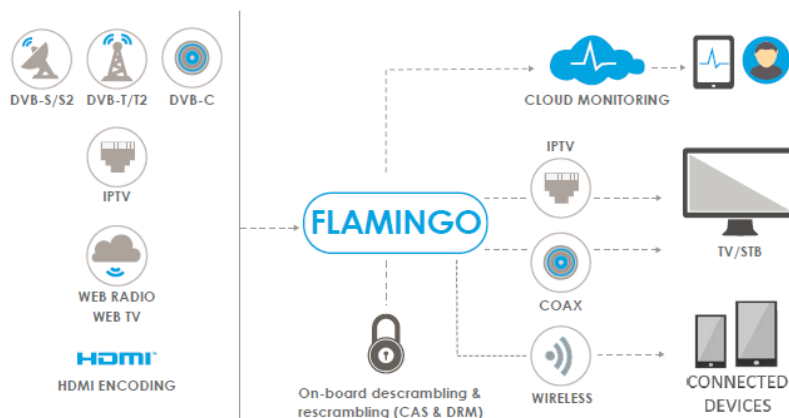 DVB-S/S2
DVB-T/T2
DVB-C
IPTV
WEB RADIO
WEB TV
HDMI
HDMI ENCODING
FLAMINGO
On-board descrambling &
rescrambling (CAS & DRM)
CLOUD MONITORING
IPTV
COAX
WIRELESS
TV/STB
CONNECTED
DEVICES